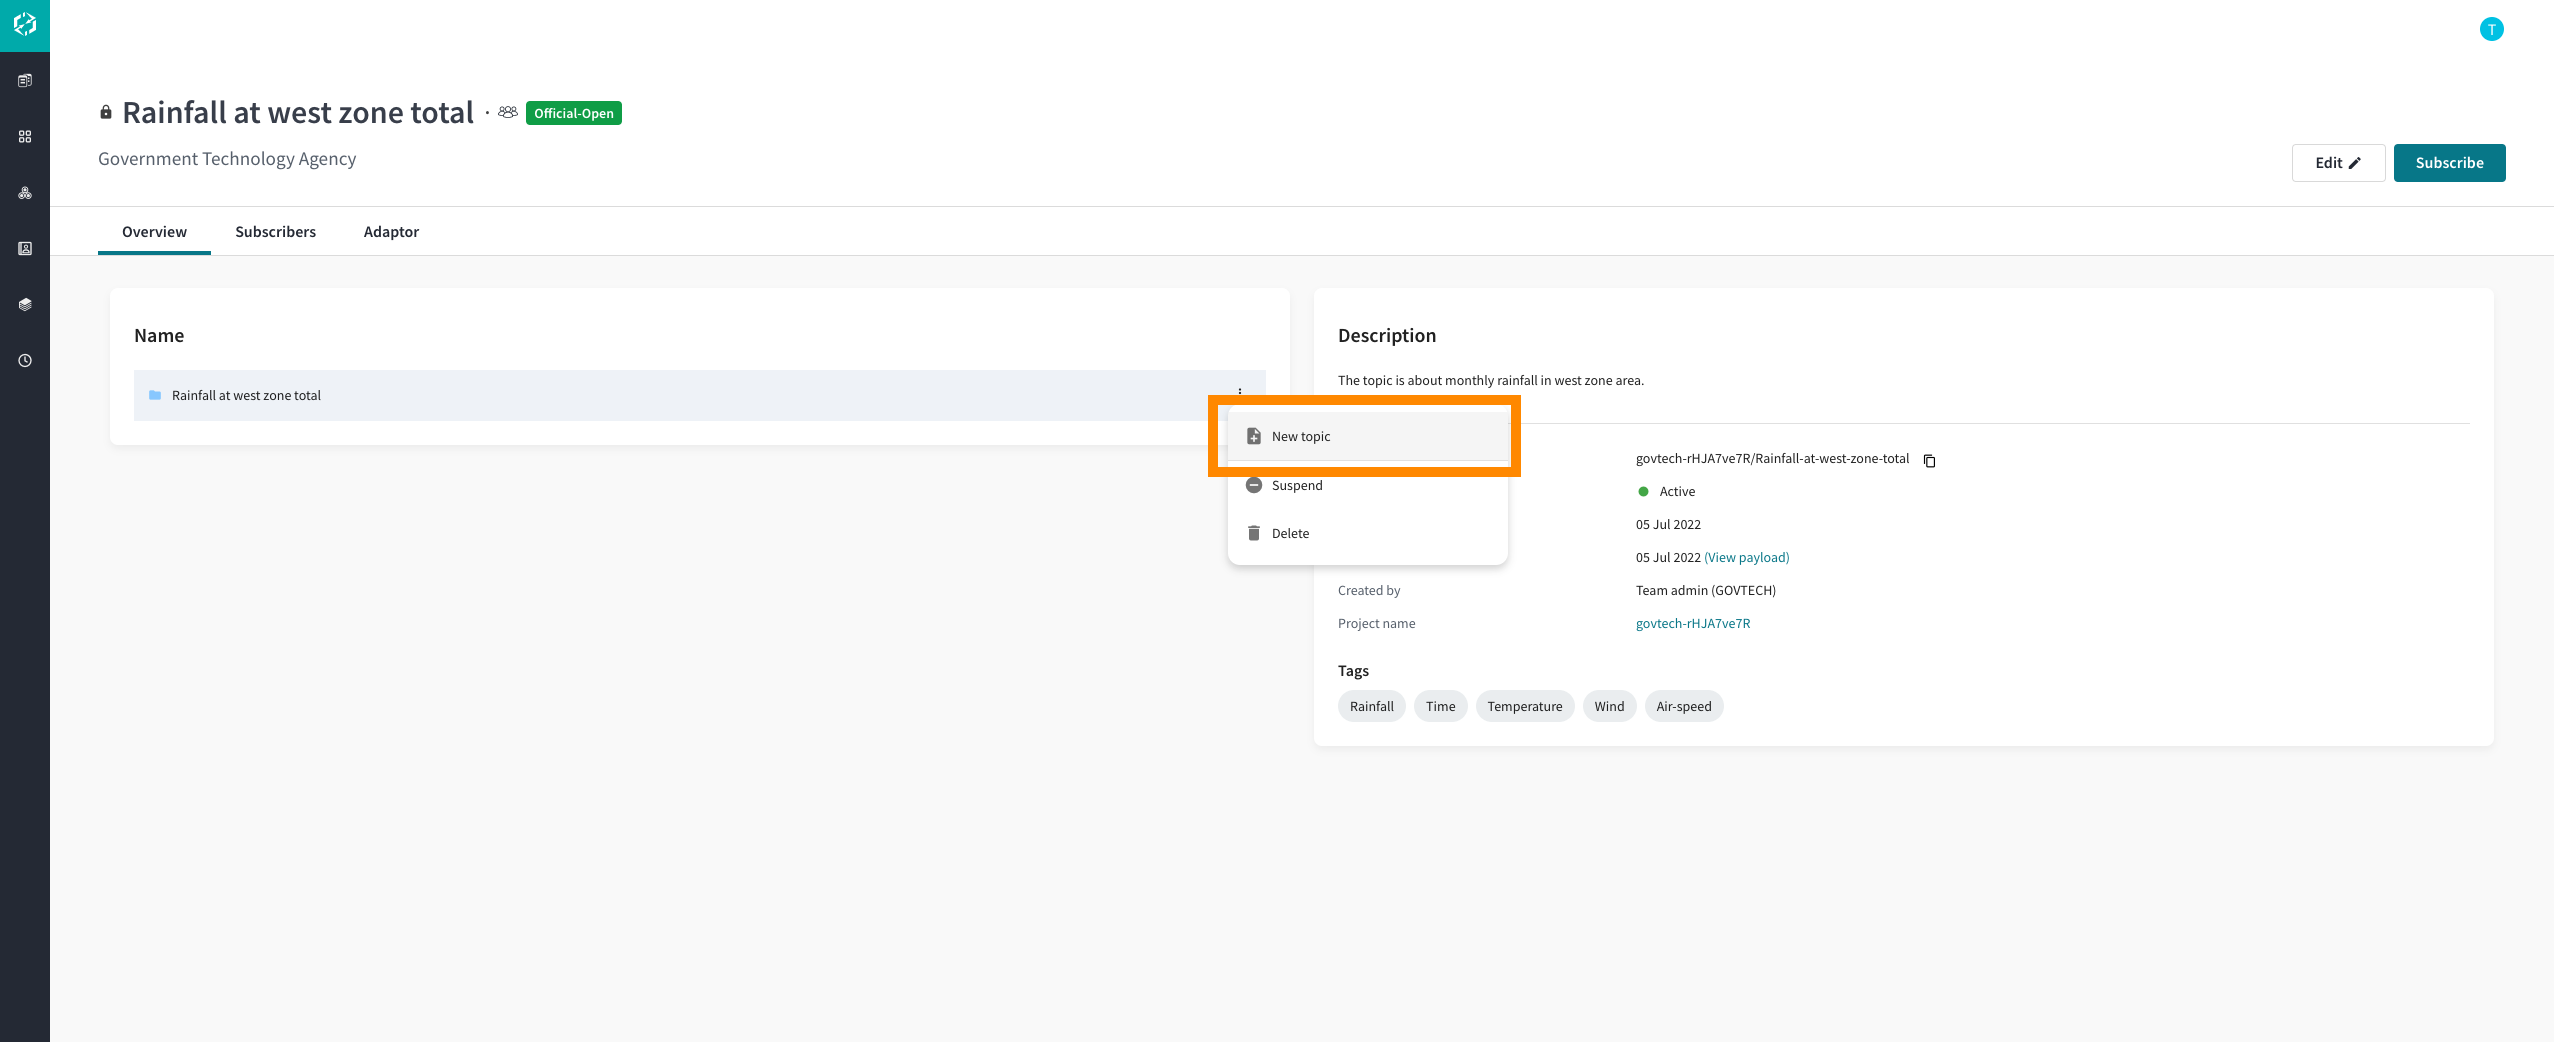 T
Rainfall at west zone total · Official-Open
Government Technology Agency
Edit
Subscribe
Overview
Subscribers
Adaptor
Name
Rainfall at west zone total
New topic
Suspend
Delete
Description
The topic is about monthly rainfall in west zone area.
govtech-rHJA7ve7R/Rainfall-at-west-zone-total
Active
05 Jul 2022
05 Jul 2022 (View payload)
Created by Team admin (GOVTECH)
Project name govtech-rHJA7ve7R
Tags
Rainfall Time Temperature Wind Air-speed